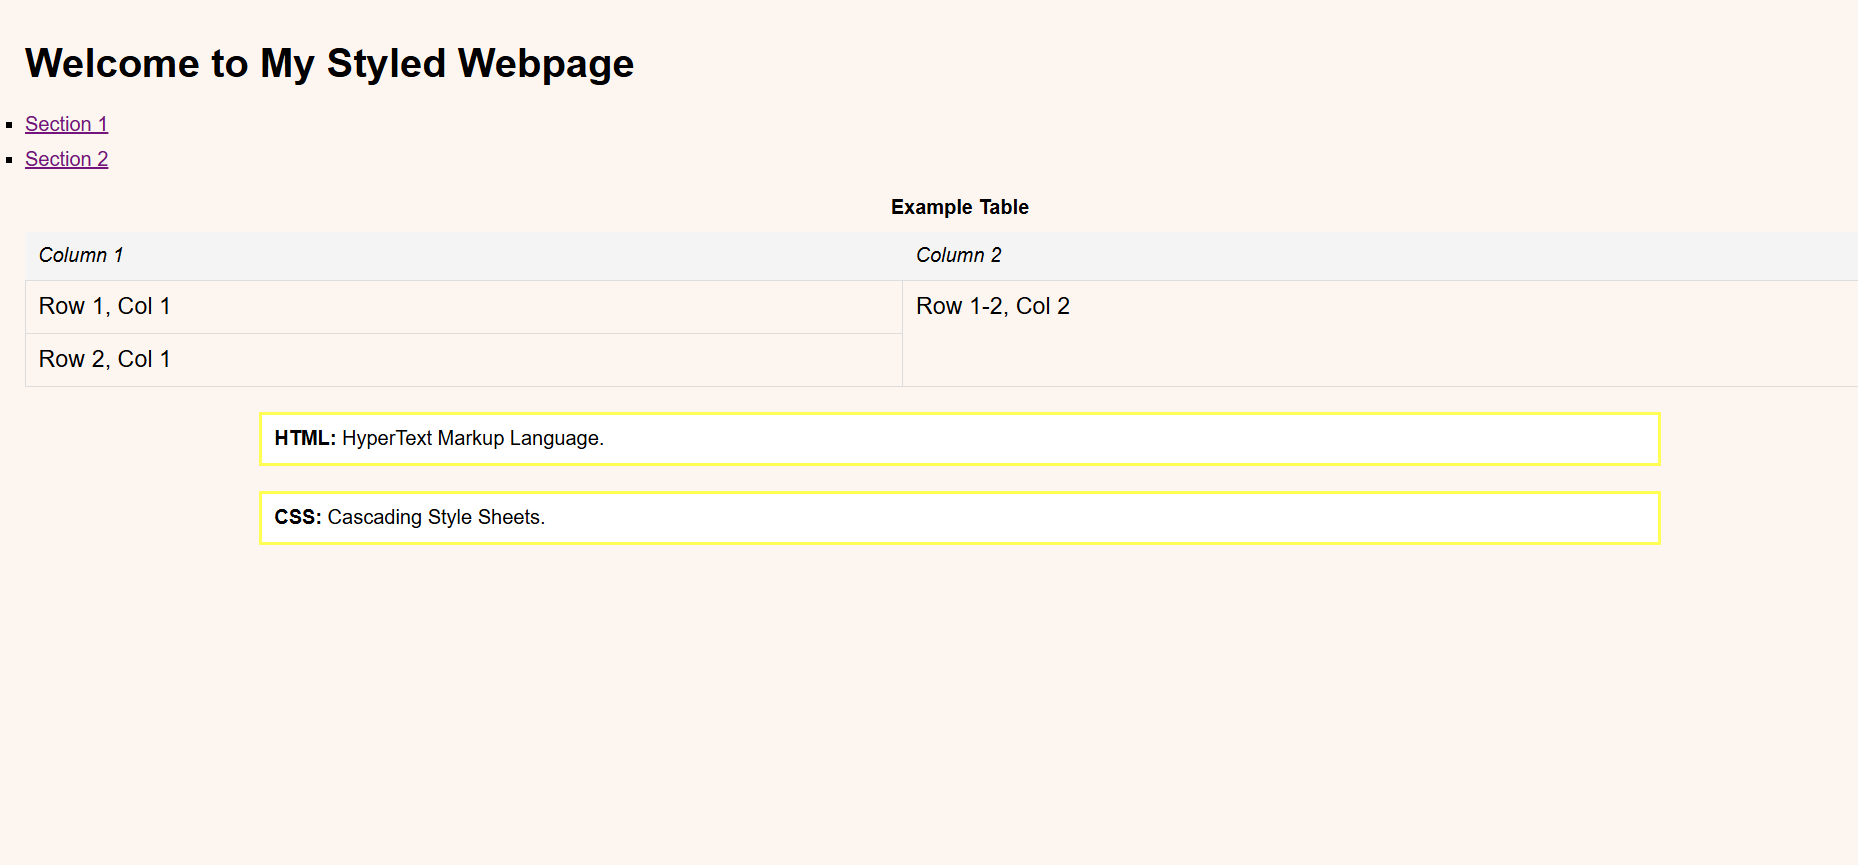 Welcome to My Styled Webpage
Section 1
Section 2
Example Table
Column 1 Column 2
Row 1, Col 1 Row 1-2, Col 2
Row 2, Col 1
HTML: HyperText Markup Language.
CSS: Cascading Style Sheets.